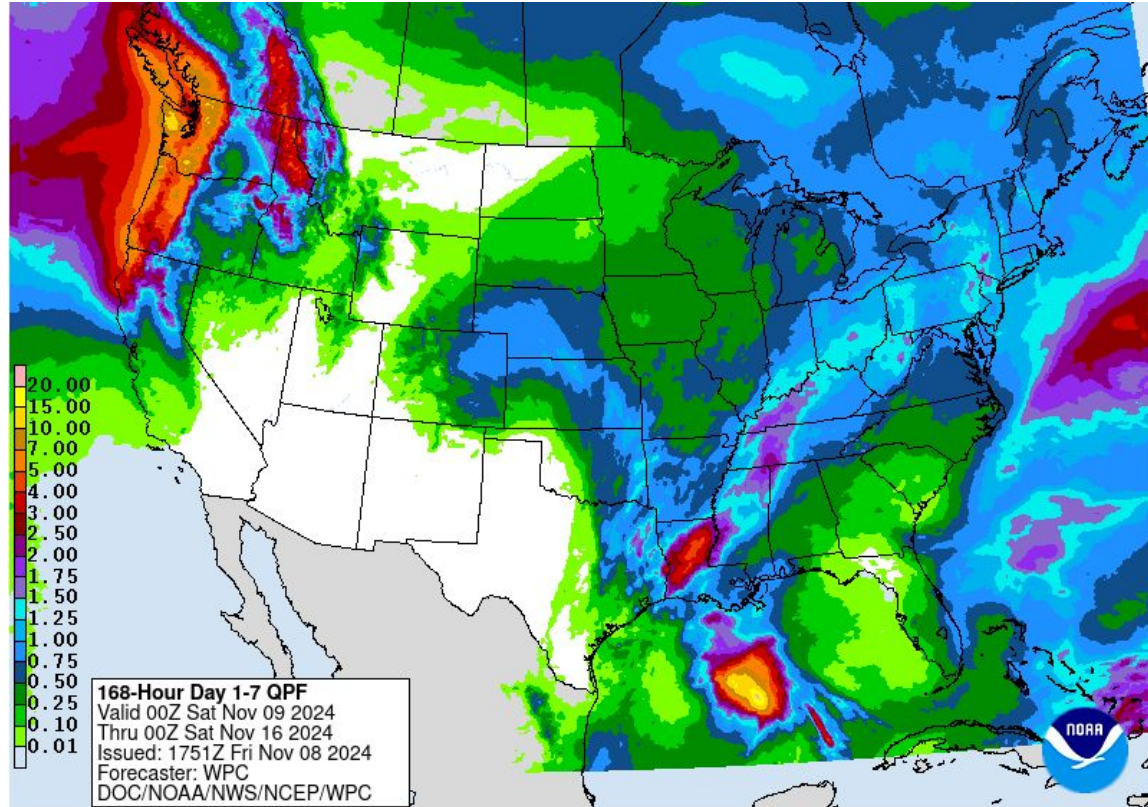 20.00
15.00
10.00
7.00
5.00
4.00
3.00
2.50
2.00
1.75
1.50
1.25
1.00
0.75
0.50
0.25
0.10
0.01
168-Hour Day 1-7 QPF
Valid 00Z Sat Nov 09 2024
Thru 00Z Sat Nov 16 2024
Issued: 1751Z Fri Nov 08 2024
Forecaster: WPC
DOC/NOAA/NWS/NCEP/WPC
NOAA